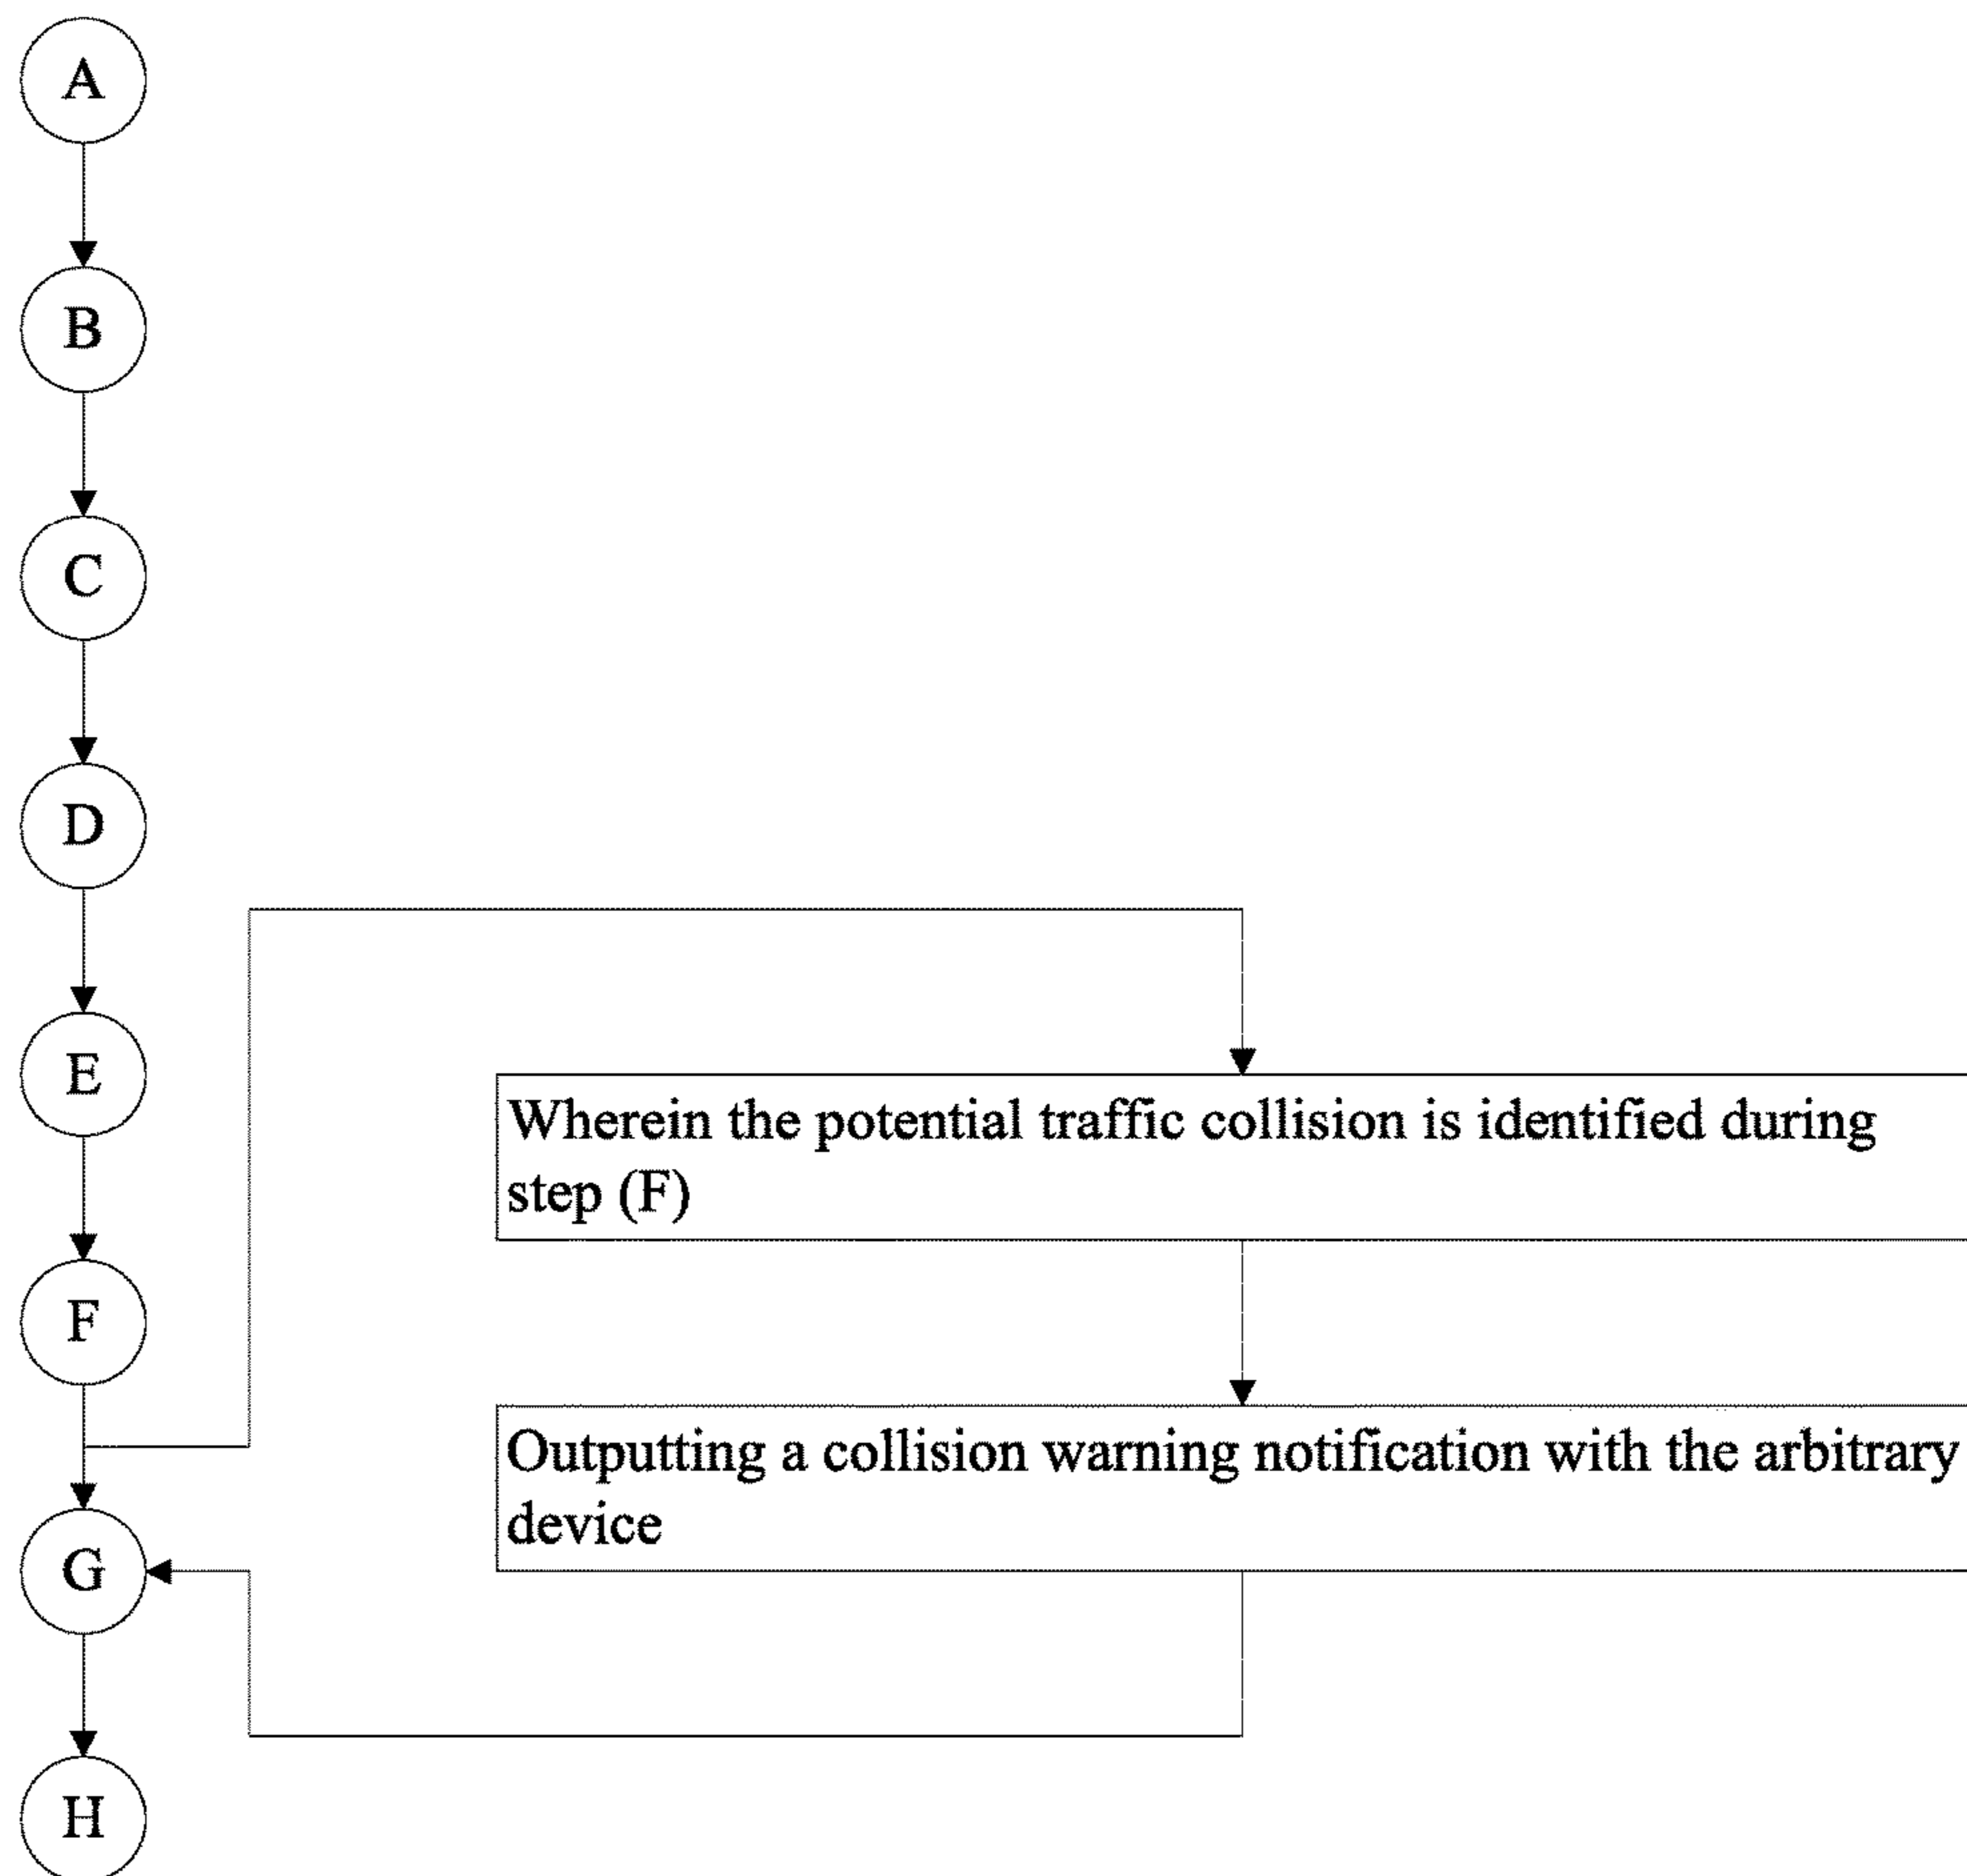 A
B
C
D
E
F
G
H
Wherein the potential traffic collision is identified during
step (F)
Outputting a collision warning notification with the arbitrary
device